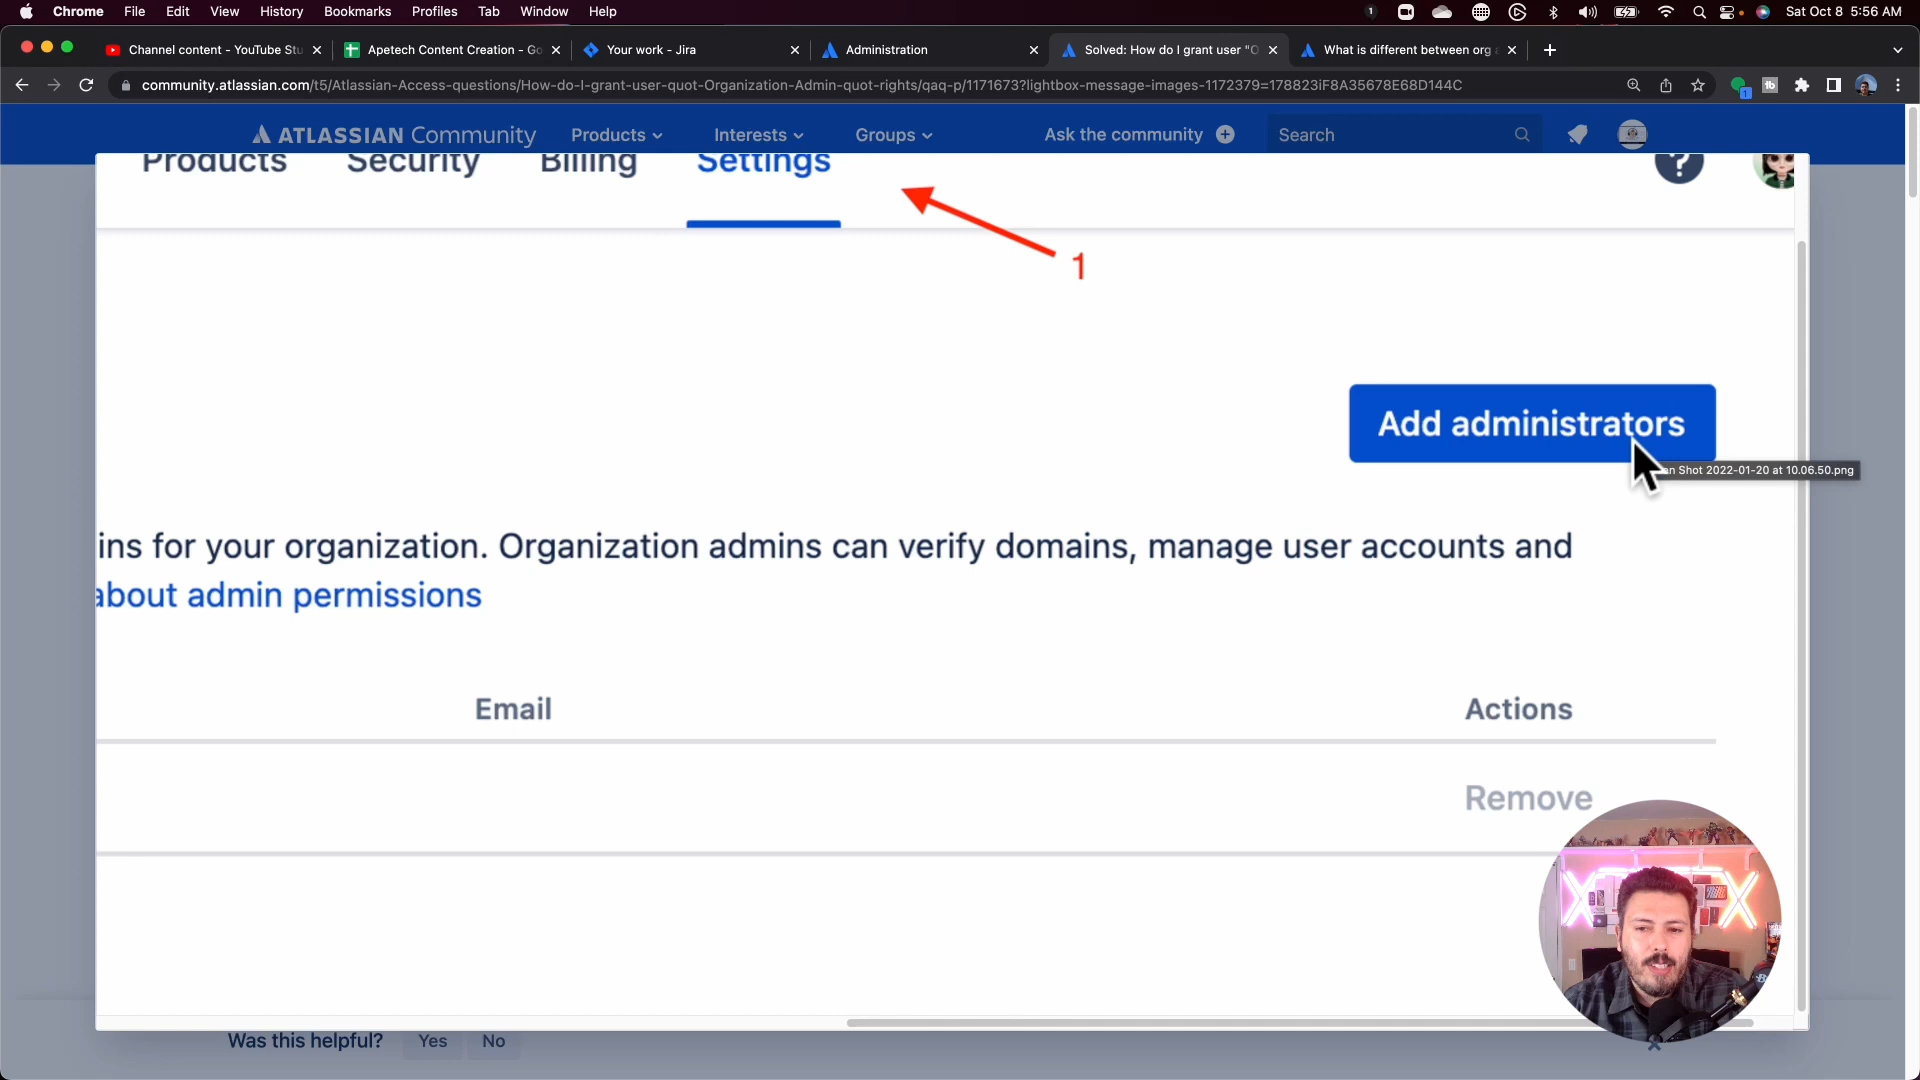 Chrome File Edit View History Bookmarks Profiles Tab Window Help 1 Sat Oct 8 5:56 AM
Channel content - YouTube Stu Apetech Content Creation - Go Your work - Jira Administration Solved: How do I grant user "O What is different between org a
community.atlassian.com/t5/Atlassian-Access-questions/How-do-I-grant-user-quot-Organization-Admin-quot-rights/qaq-p/1171673?lightbox-message-images-1172379=178823iF8A35678E68D144C
1
ATLASSIAN Community Products Interests Groups Ask the community Search
Products Security Billing Settings ?
1
Add administrators
n Shot 2022-01-20 at 10.06.50.png
ins for your organization. Organization admins can verify domains, manage user accounts and
about admin permissions
Email Actions
Remove
Was this helpful? Yes No